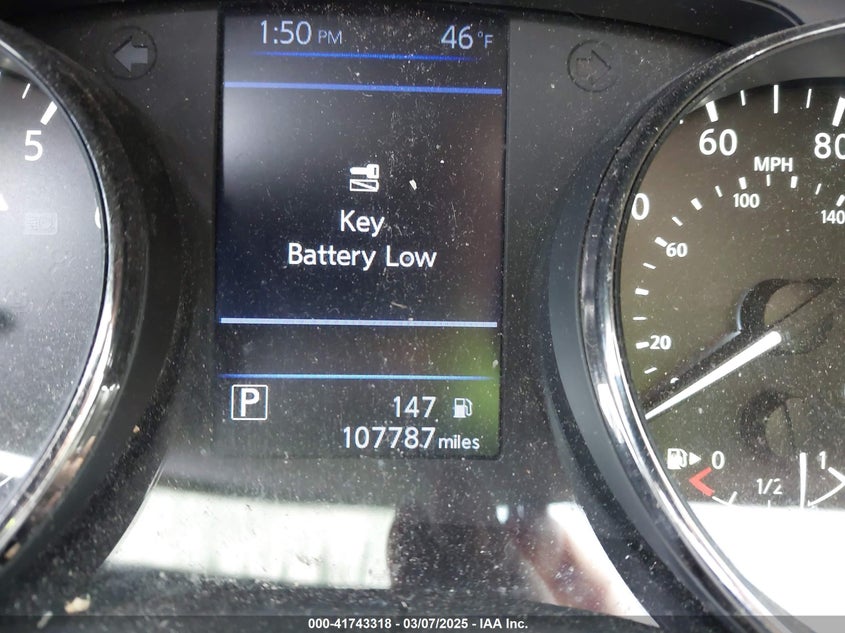 1:50 PM 46°F
5
Key
Battery Low
P
147
107787 miles
60 80
MPH
0
100 140
60
20
0 1/2 1
000-41743318 - 03/07/2025 - IAA Inc.